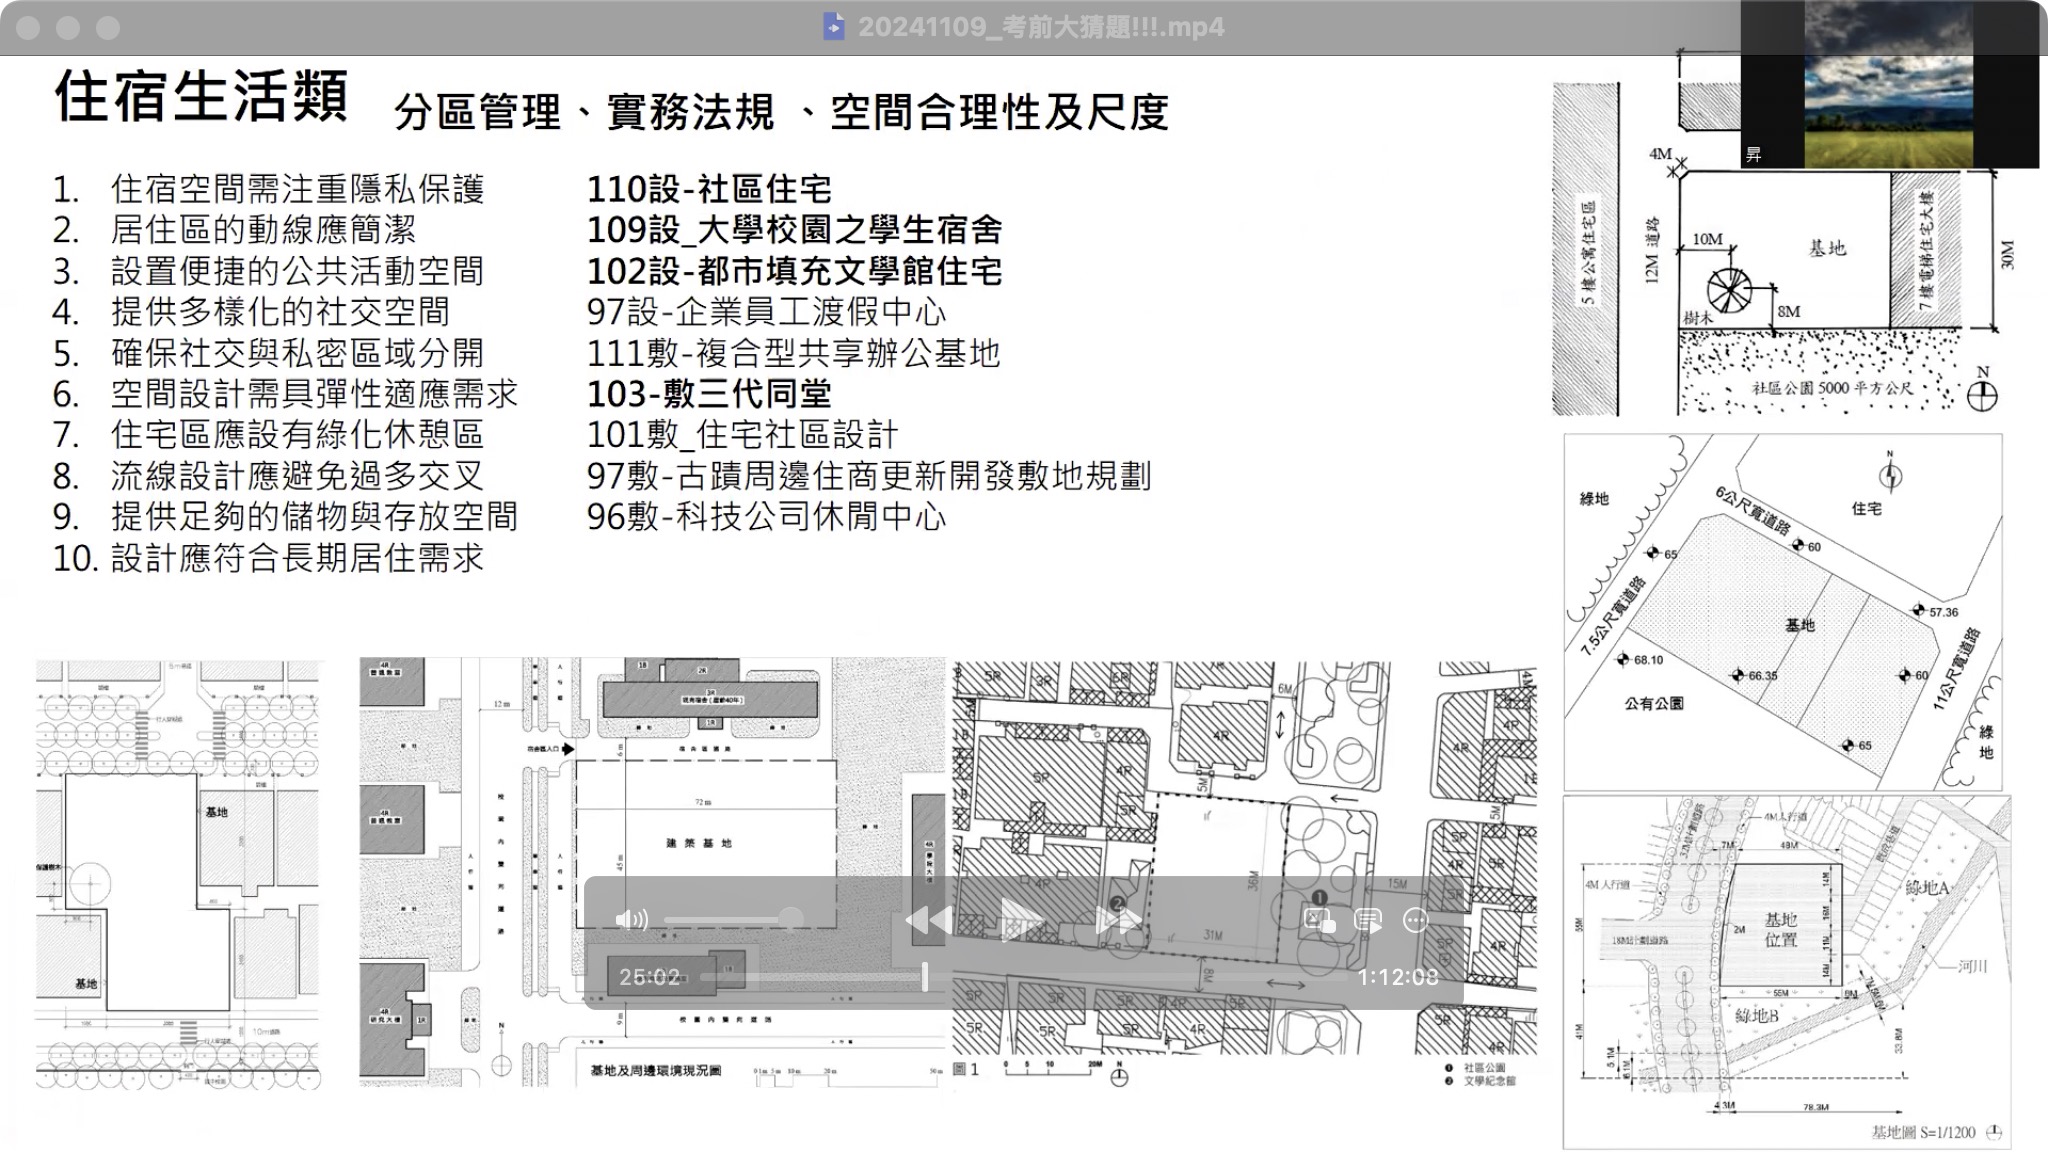 20241109_考前大猜題!!!.mp4
昇
住宿生活類
分區管理、實務法規 、空間合理性及尺度
1. 住宿空間需注重隱私保護
2. 居住區的動線應簡潔
3. 設置便捷的公共活動空間
4. 提供多樣化的社交空間
5. 確保社交與私密區域分開
6. 空間設計需具彈性適應需求
7. 住宅區應設有綠化休憩區
8. 流線設計應避免過多交叉
9. 提供足夠的儲物與存放空間
10. 設計應符合長期居住需求
110設-社區住宅
109設_大學校園之學生宿舍
102設-都市填充文學館住宅
97設-企業員工渡假中心
111敷-複合型共享辦公基地
103-敷三代同堂
101敷_住宅社區設計
97敷-古蹟周邊住商更新開發敷地規劃
96敷-科技公司休閒中心
4M
5樓公寓住宅區
12M 道路
10M
基地
7樓電梯住宅大樓
30M
8M
樹木
社區公園 5000 平方公尺
N
N
綠地
6公尺寬道路
住宅
65
60
7.5公尺寬道路
57.36
基地
68.10
66.35
60
11公尺寬道路
公有公園
65
綠地
4M人行道
7M
48M
4M人行道
綠地A
基地
位置
2M
14M
16M
11M
14M
18M計劃道路
55M
河川
綠地B
41M
33.8M
4.3M
78.3M
基地圖 S=1/1200
基地
保護樹木
基地
10m道路
12 m
宿舍區入口
6 m
72 m
建築基地
45 m
校園內雙向道路
9 m
N
研究大樓
基地及周邊環境現況圖
5R
3R
6M
4R
5R
4R
5M
31M
36M
15M
8M
圖 1
0 5 10 20M
N
❶ 社區公園
❷ 文學紀念館
25:02
1:12:08